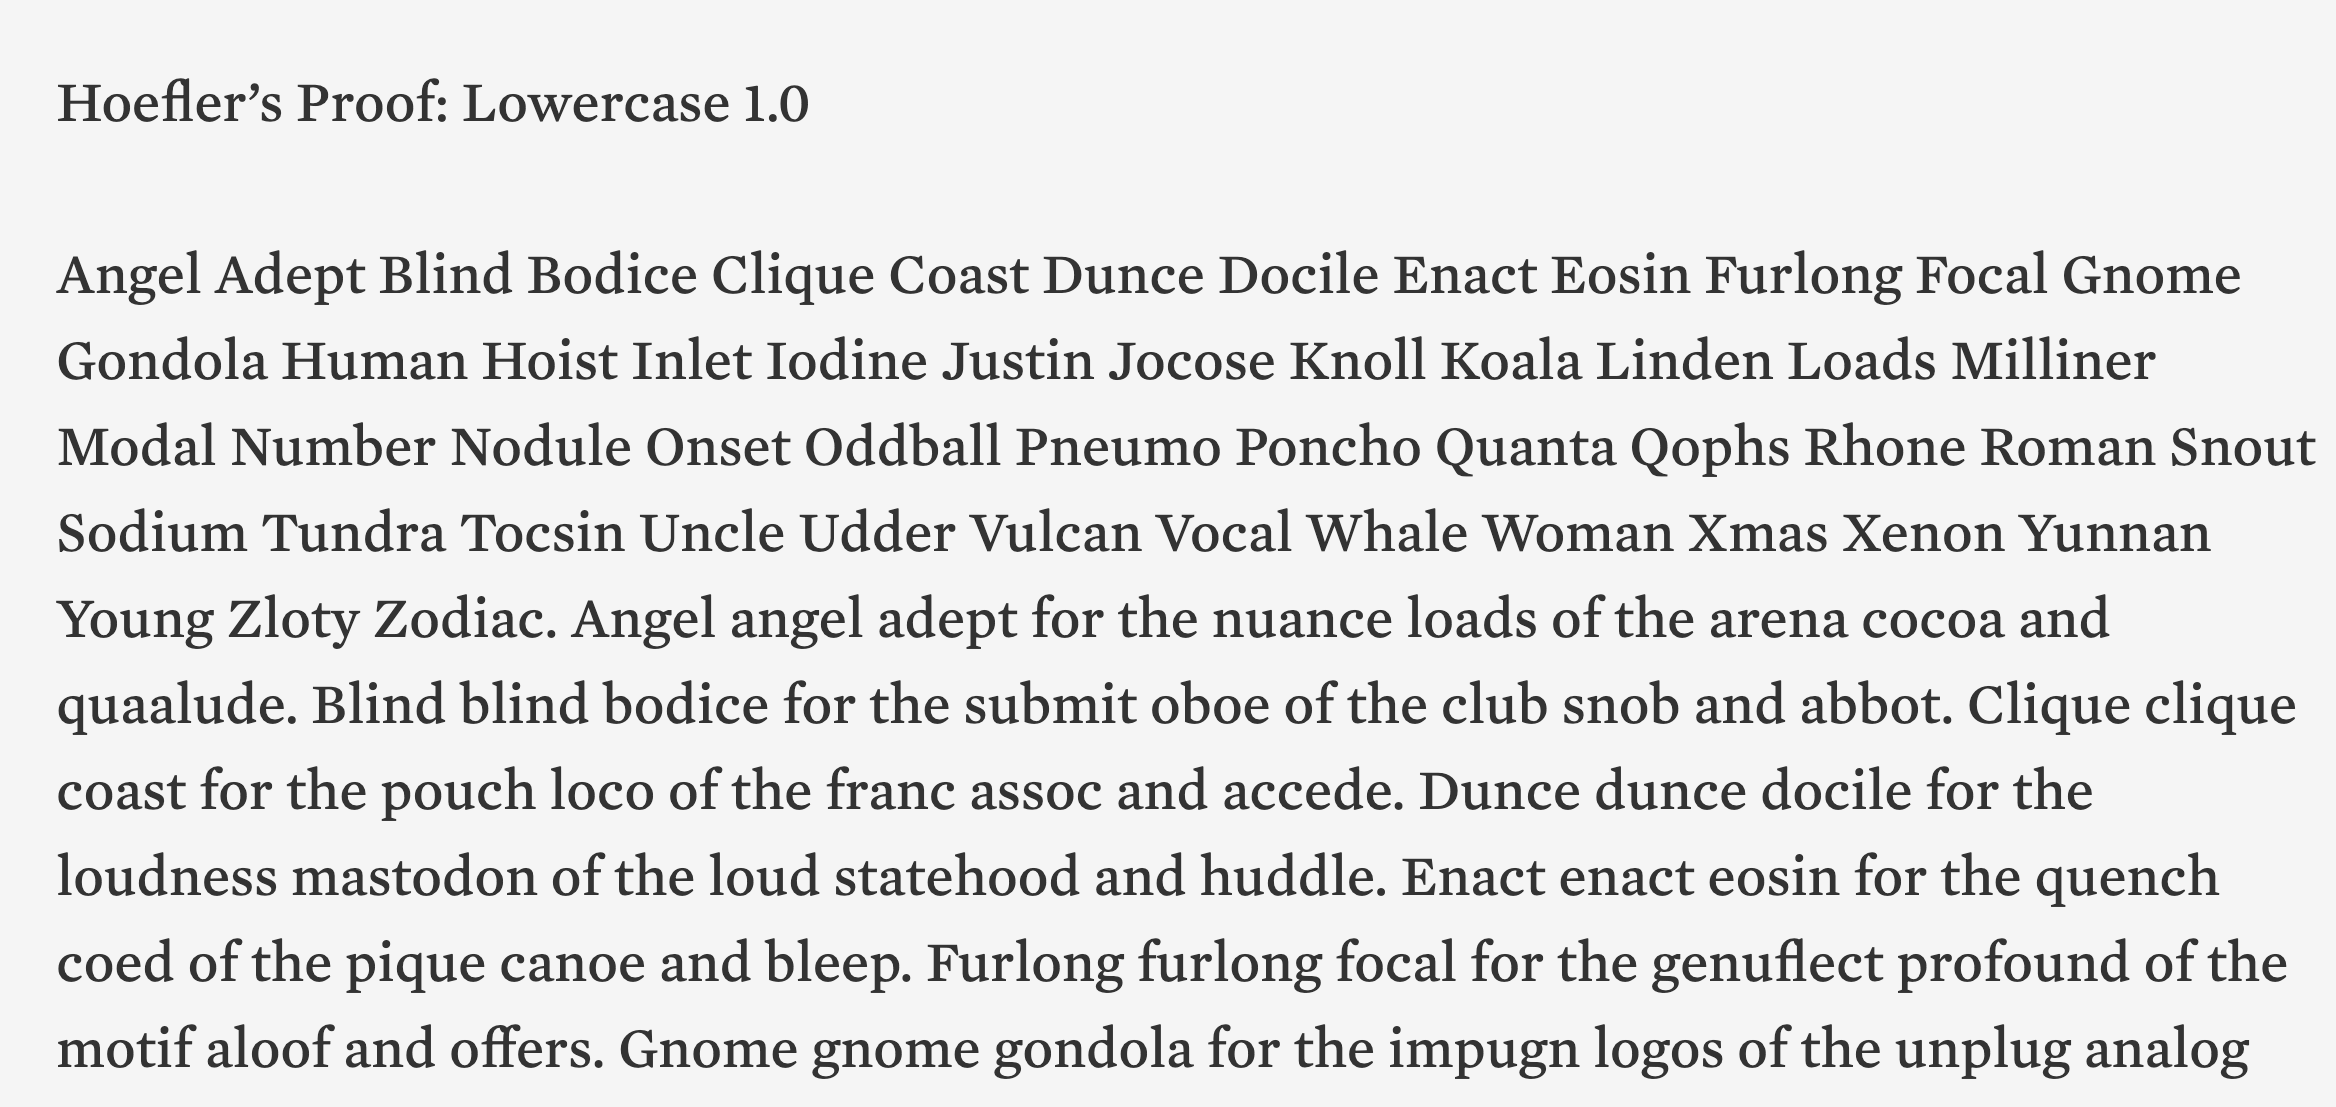 Hoefler’s Proof: Lowercase 1.0
Angel Adept Blind Bodice Clique Coast Dunce Docile Enact Eosin Furlong Focal Gnome
Gondola Human Hoist Inlet Iodine Justin Jocose Knoll Koala Linden Loads Milliner
Modal Number Nodule Onset Oddball Pneumo Poncho Quanta Qophs Rhone Roman Snout
Sodium Tundra Tocsin Uncle Udder Vulcan Vocal Whale Woman Xmas Xenon Yunnan
Young Zloty Zodiac. Angel angel adept for the nuance loads of the arena cocoa and
quaalude. Blind blind bodice for the submit oboe of the club snob and abbot. Clique clique
coast for the pouch loco of the franc assoc and accede. Dunce dunce docile for the
loudness mastodon of the loud statehood and huddle. Enact enact eosin for the quench
coed of the pique canoe and bleep. Furlong furlong focal for the genuflect profound of the
motif aloof and offers. Gnome gnome gondola for the impugn logos of the unplug analog